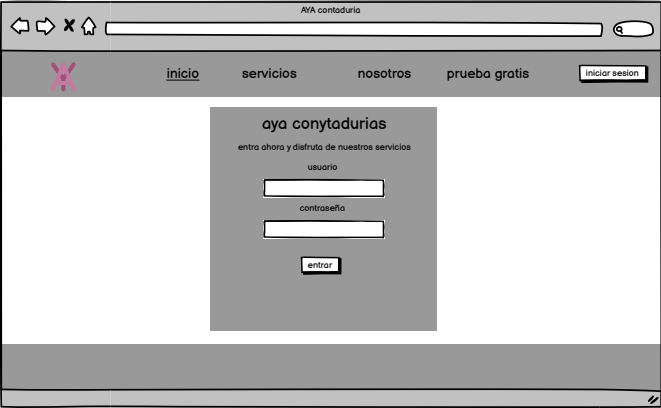 AYA contaduria
inicio servicios nosotros prueba gratis iniciar sesion
aya conytadurias
entra ahora y disfruta de nuestros servicios
usuario
contraseña
entrar